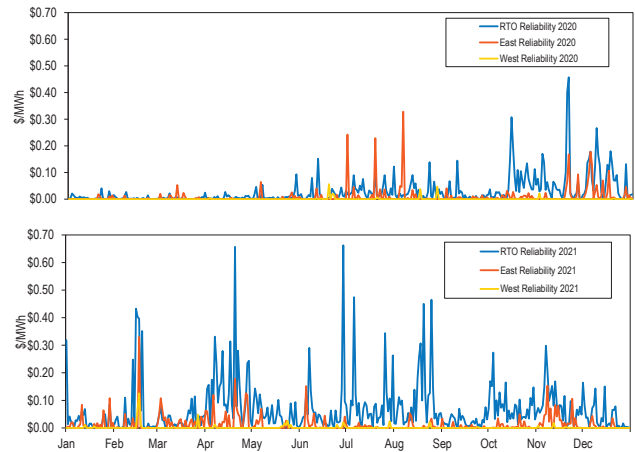 $0.70
$0.60
$0.50
$0.40
$0.30
$0.20
$0.10
$0.00
$/MWh
RTO Reliability 2020
East Reliability 2020
West Reliability 2020
$0.70
$0.60
$0.50
$0.40
$0.30
$0.20
$0.10
$0.00
$/MWh
RTO Reliability 2021
East Reliability 2021
West Reliability 2021
Jan Feb Mar Apr May Jun Jul Aug Sep Oct Nov Dec